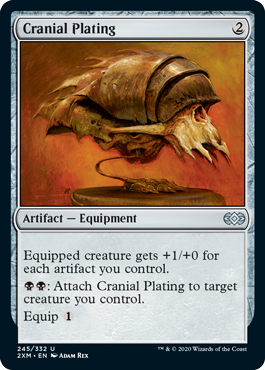 Cranial Plating 2
Artifact — Equipment
Equipped creature gets +1/+0 for
each artifact you control.
: Attach Cranial Plating to target
creature you control.
Equip 1
245/332 U
2XM • EN Adam Rex
™ & © 2020 Wizards of the Coast